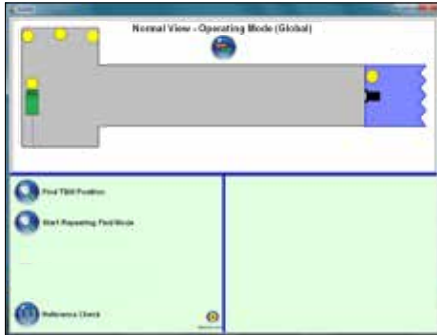 Normal View - Operating Mode (Global)
Find TBM Position
Start Repeating Find Mode
Reference Check